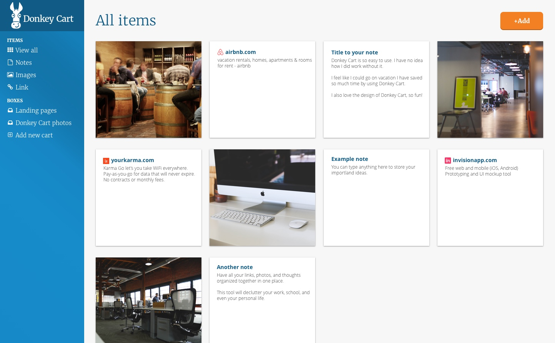 Donkey Cart
ITEMS
View all
Notes
Images
Link
BOXES
Landing pages
Donkey Cart photos
Add new cart
All items
+Add
airbnb.com
vacation rentals, homes, apartments & rooms
for rent - airbnb
Title to your note
Donkey Cart is so easy to use. I have no idea
how I did work without it.
I feel like I could go on vacation I have saved
so much time by using Donkey Cart.
I also love the design of Donkey Cart, so fun!
yourkarma.com
Karma Go let's you take WiFi everywhere.
Pay-as-you-go for data that will never expire
no contracts or monthly fees
Example note
You can type anything here to store your
important ideas.
invisionapp.com
Free web and mobile (iOS, Android)
Prototyping and UI mockup tool
Another note
Have all your links, photos, and thoughts
organized together in one place.
This tool will declutter your work, school, and
even your personal life